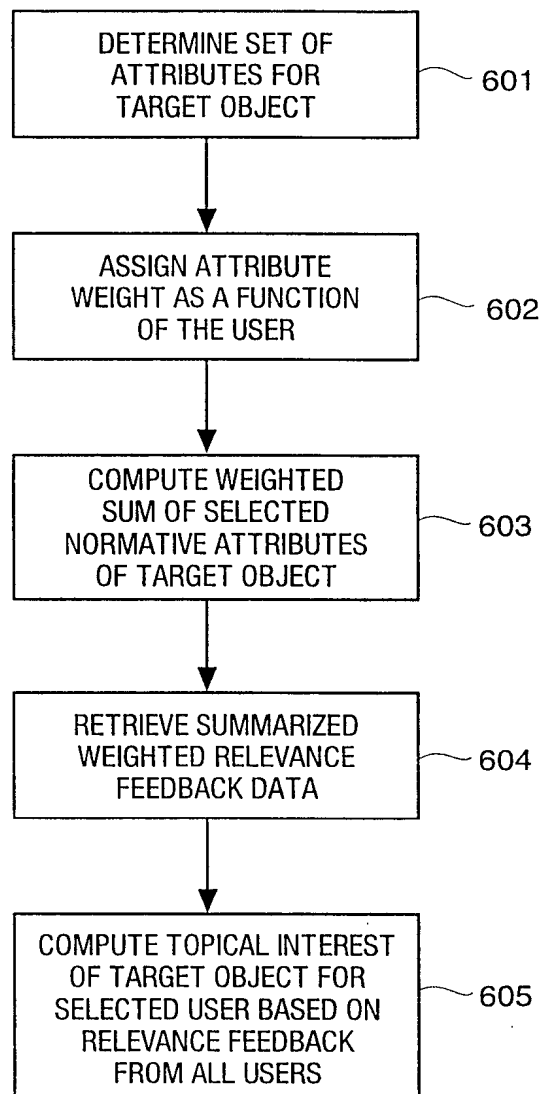 DETERMINE SET OF
ATTRIBUTES FOR
TARGET OBJECT
601
ASSIGN ATTRIBUTE
WEIGHT AS A FUNCTION
OF THE USER
602
COMPUTE WEIGHTED
SUM OF SELECTED
NORMATIVE ATTRIBUTES
OF TARGET OBJECT
603
RETRIEVE SUMMARIZED
WEIGHTED RELEVANCE
FEEDBACK DATA
604
COMPUTE TOPICAL INTEREST
OF TARGET OBJECT FOR
SELECTED USER BASED ON
RELEVANCE FEEDBACK
FROM ALL USERS
605